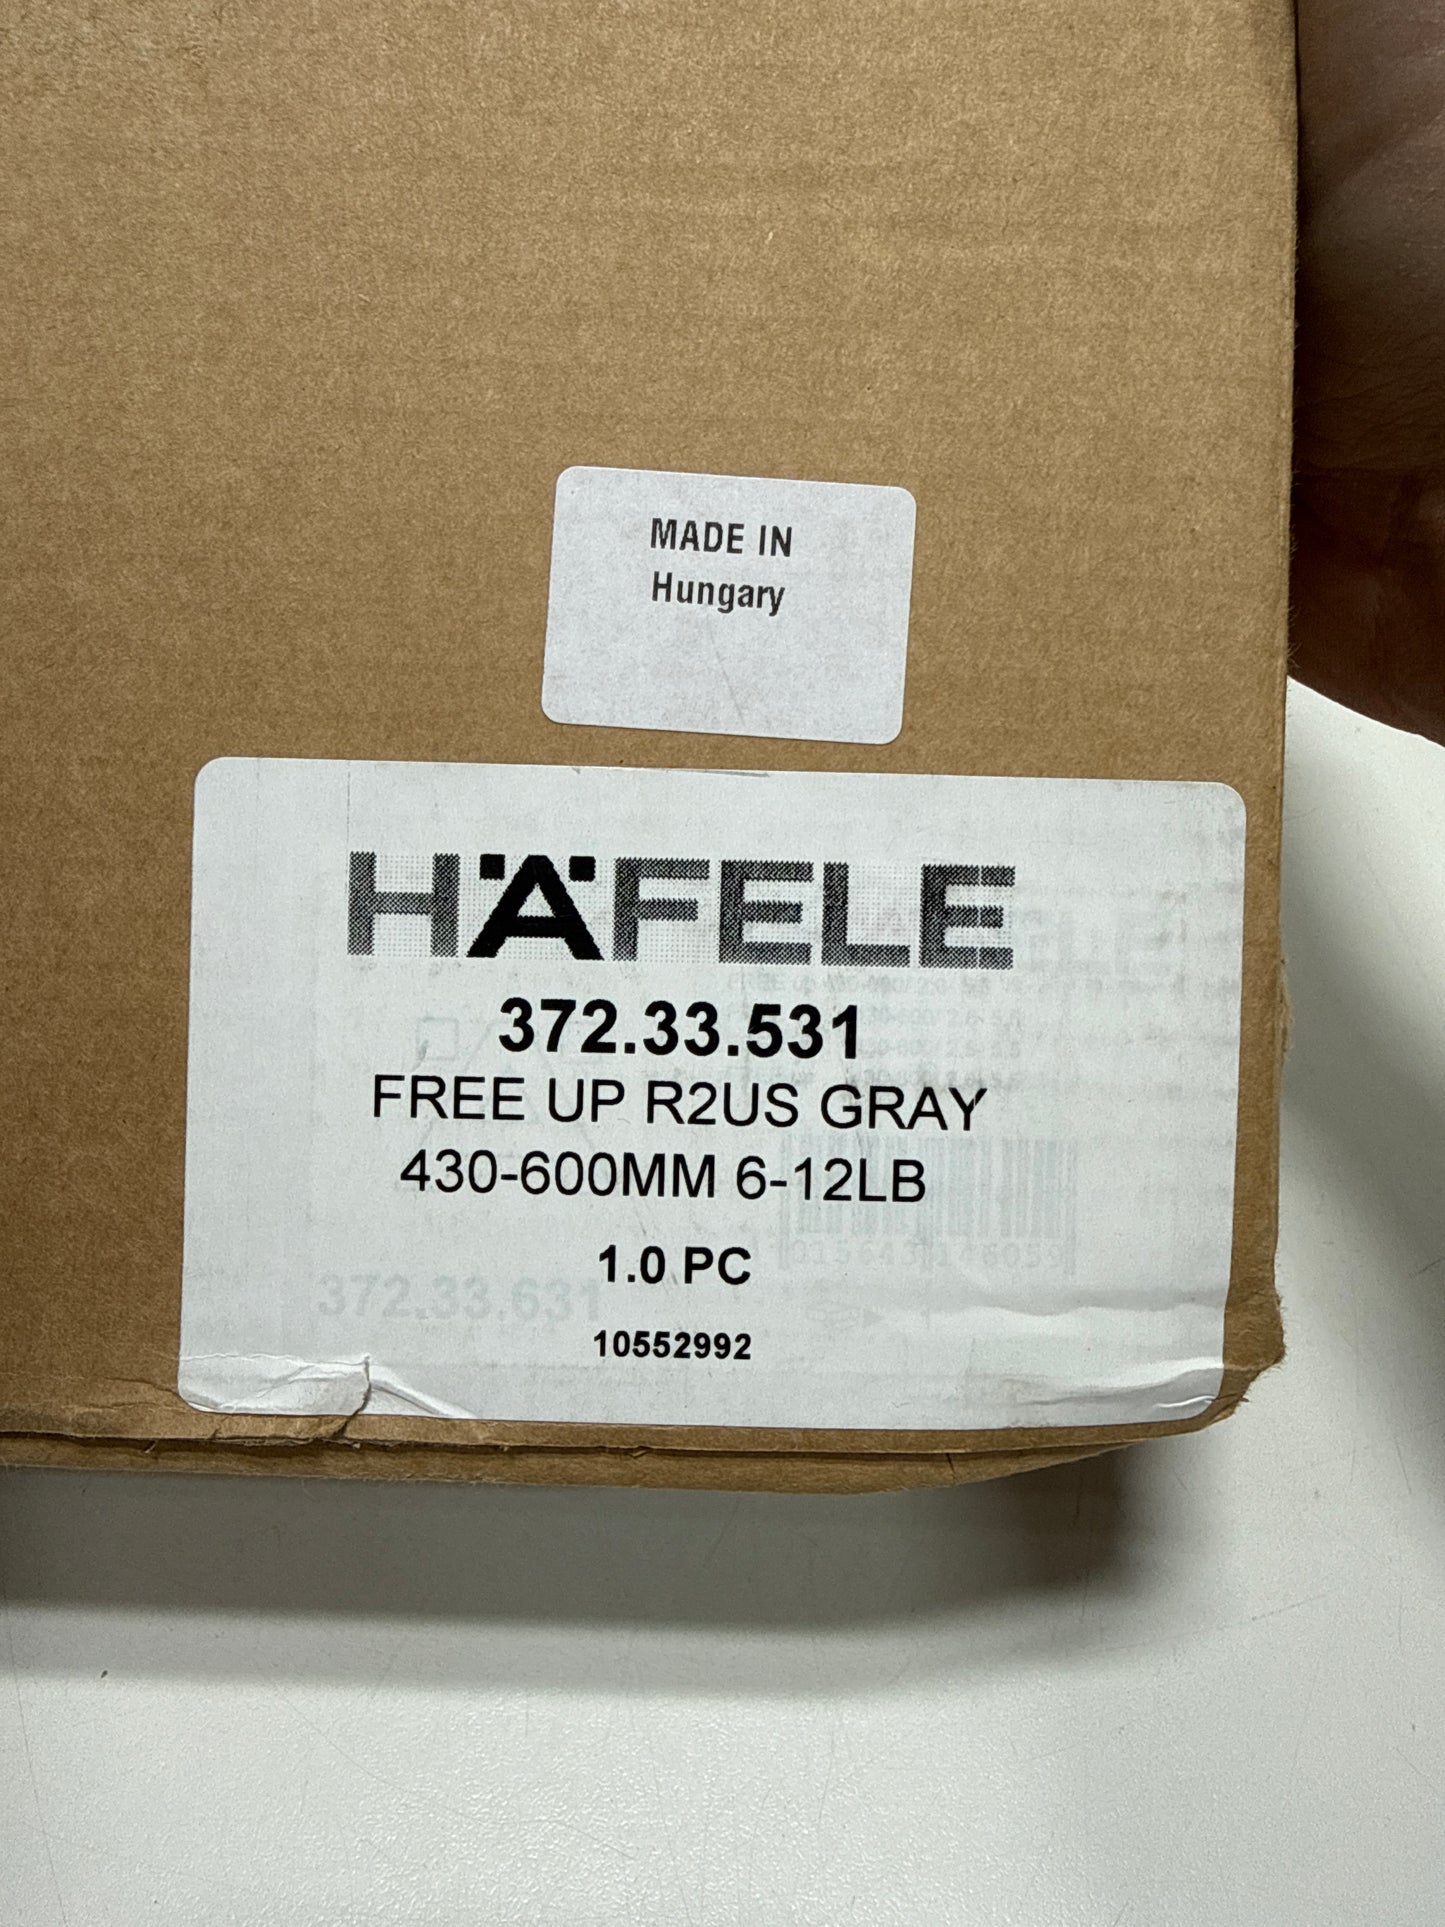 MADE IN
Hungary
HÄFELE
372.33.531
FREE UP R2US GRAY
430-600MM 6-12LB
1.0 PC
372.33.631
10552992